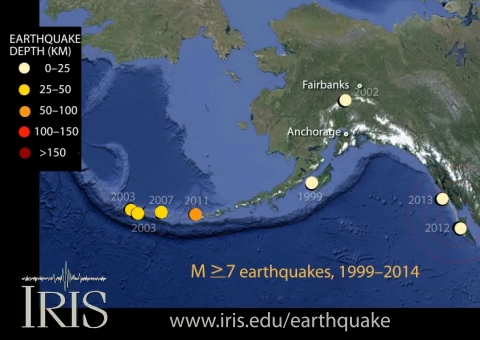 EARTHQUAKE
DEPTH (KM)
0–25
25–50
50–100
100–150
>150
Fairbanks
2002
Anchorage
2003
2007
2011
1999
2003
2013
2012
M ≥7 earthquakes, 1999–2014
IRIS
www.iris.edu/earthquake